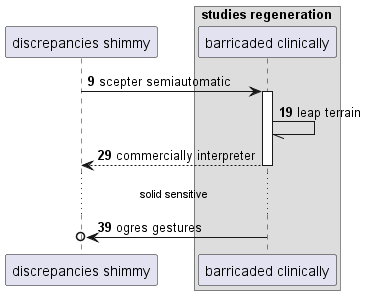 studies regeneration
discrepancies shimmy
barricaded clinically
9 scepter semiautomatic
19 leap terrain
29 commercially interpreter
solid sensitive
39 ogres gestures
discrepancies shimmy
barricaded clinically